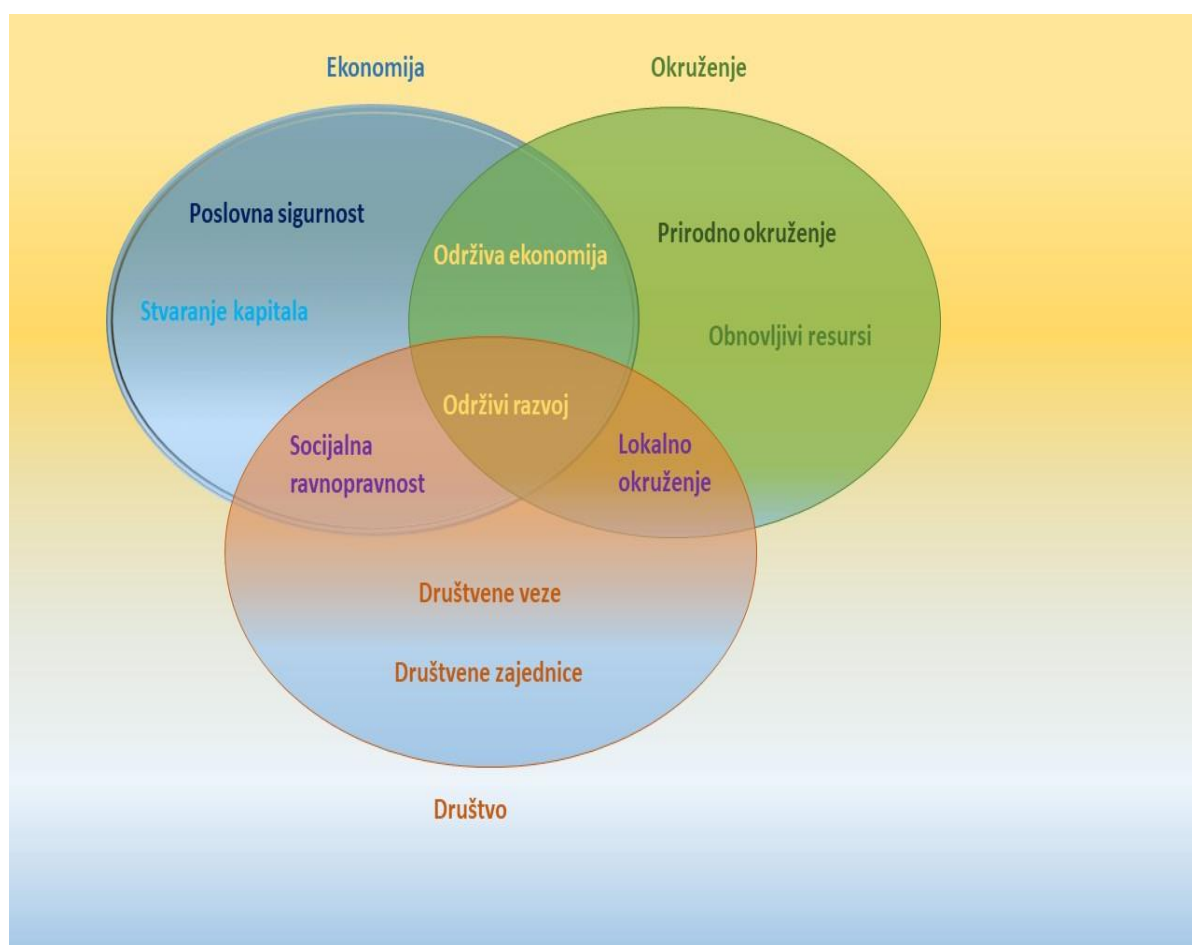 Ekonomija
Okruženje
Poslovna sigurnost
Prirodno okruženje
Održiva ekonomija
Stvaranje kapitala
Obnovljivi resursi
Održivi razvoj
Socijalna
ravnopravnost
Lokalno
okruženje
Društvene veze
Društvene zajednice
Društvo